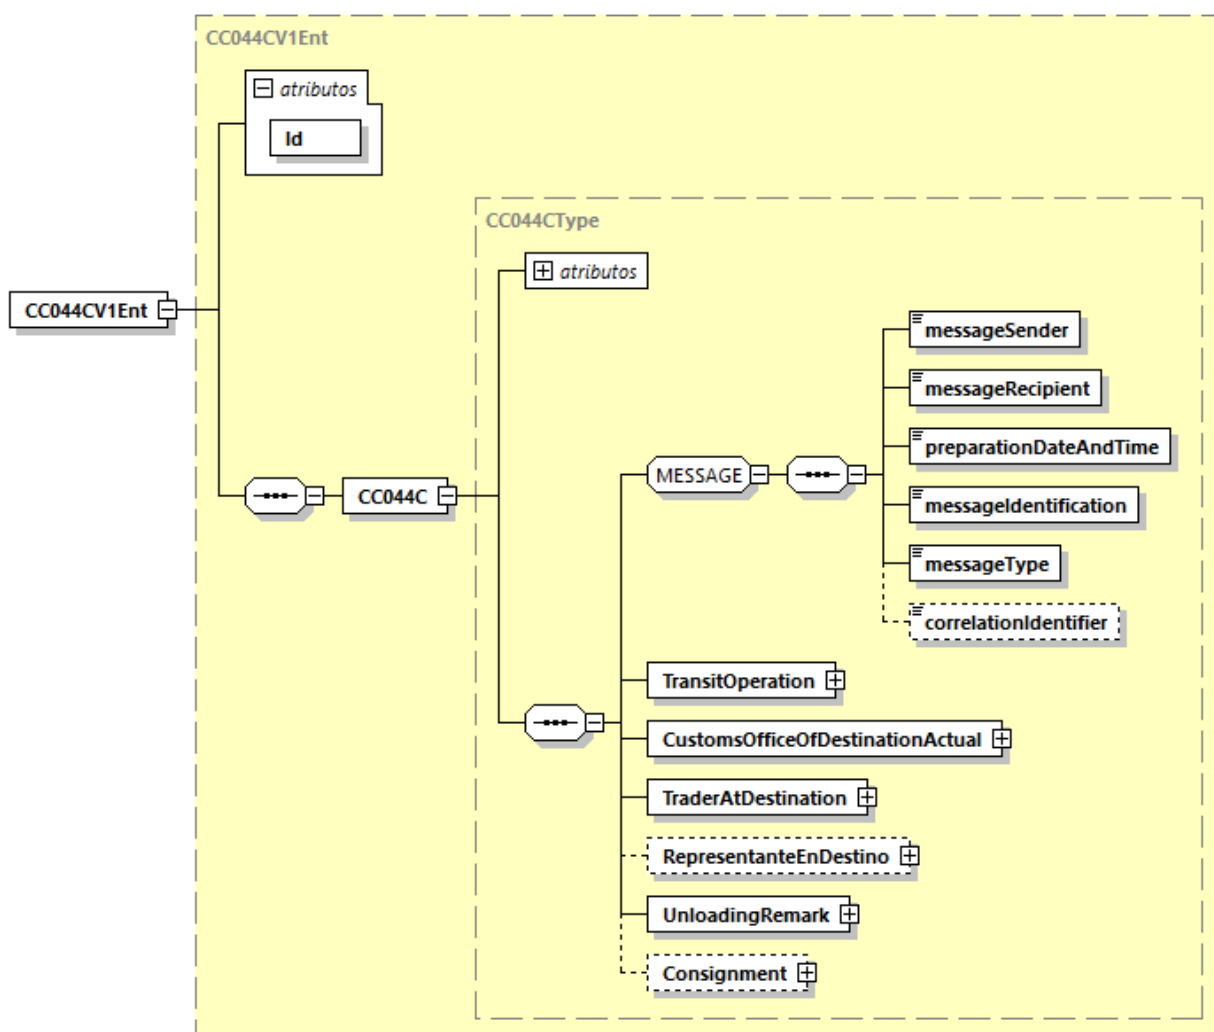 CC044CV1Ent
atributos
Id
CC044CType
atributos
CC044CV1Ent
messageSender
messageRecipient
preparationDateAndTime
MESSAGE
messageIdentification
CC044C
messageType
correlationIdentifier
TransitOperation
CustomsOfficeOfDestinationActual
TraderAtDestination
RepresentanteEnDestino
UnloadingRemark
Consignment